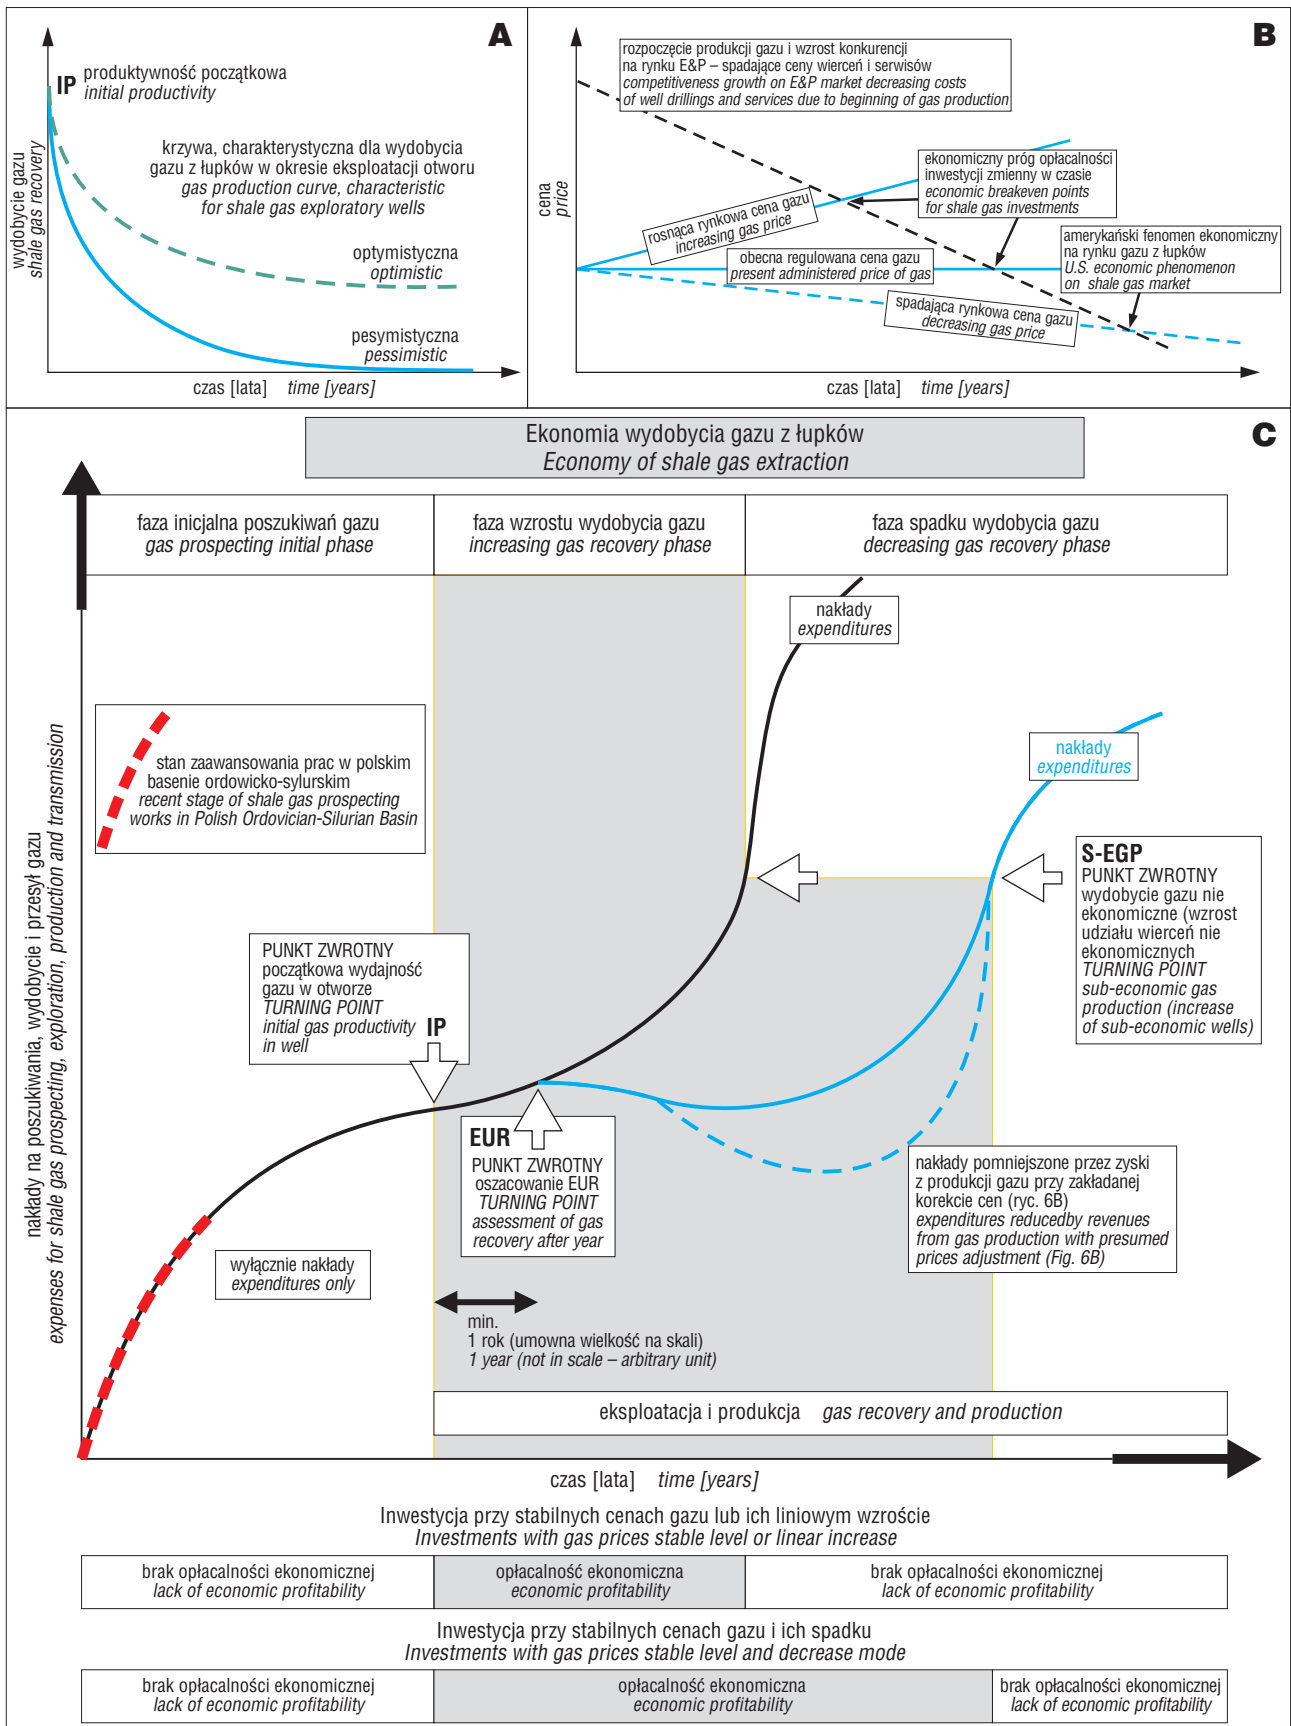 A
IP
produktywność początkowa
initial productivity
wydobycie gazu
shale gas recovery
krzywa, charakterystyczna dla wydobycia
gazu z łupków w okresie eksploatacji otworu
gas production curve, characteristic
for shale gas exploratory wells
optymistyczna
optimistic
pesymistyczna
pessimistic
czas [lata] time [years]
B
rozpoczęcie produkcji gazu i wzrost konkurencji
na rynku E&P – spadające ceny wierceń i serwisów
competitiveness growth on E&P market decreasing costs
of well drillings and services due to beginning of gas production
cena
price
ekonomiczny próg opłacalności
inwestycji zmienny w czasie
economic breakeven points
for shale gas investments
rosnąca rynkowa cena gazu
increasing gas price
obecna regulowana cena gazu
present administered price of gas
amerykański fenomen ekonomiczny
na rynku gazu z łupków
U.S. economic phenomenon
on shale gas market
spadająca rynkowa cena gazu
decreasing gas price
czas [lata] time [years]
C
Ekonomia wydobycia gazu z łupków
Economy of shale gas extraction
faza inicjalna poszukiwań gazu
gas prospecting initial phase
faza wzrostu wydobycia gazu
increasing gas recovery phase
faza spadku wydobycia gazu
decreasing gas recovery phase
nakłady
expenditures
nakłady na poszukiwania, wydobycie i przesył gazu
expenses for shale gas prospecting, exploration, production and transmission
stan zaawansowania prac w polskim
basenie ordowicko-sylurskim
recent stage of shale gas prospecting
works in Polish Ordovician-Silurian Basin
nakłady
expenditures
S-EGP
PUNKT ZWROTNY
wydobycie gazu nie
ekonomiczne (wzrost
udziału wierceń nie
ekonomicznych
TURNING POINT
sub-economic gas
production (increase
of sub-economic wells)
PUNKT ZWROTNY
początkowa wydajność
gazu w otworze
TURNING POINT
initial gas productivity
in well
IP
EUR
PUNKT ZWROTNY
oszacowanie EUR
TURNING POINT
assessment of gas
recovery after year
nakłady pomniejszone przez zyski
z produkcji gazu przy zakładanej
korekcie cen (ryc. 6B)
expenditures reducedby revenues
from gas production with presumed
prices adjustment (Fig. 6B)
wyłącznie nakłady
expenditures only
min.
1 rok (umowna wielkość na skali)
1 year (not in scale – arbitrary unit)
eksploatacja i produkcja gas recovery and production
czas [lata] time [years]
Inwestycja przy stabilnych cenach gazu lub ich liniowym wzroście
Investments with gas prices stable level or linear increase
brak opłacalności ekonomicznej
lack of economic profitability
opłacalność ekonomiczna
economic profitability
brak opłacalności ekonomicznej
lack of economic profitability
Inwestycja przy stabilnych cenach gazu i ich spadku
Investments with gas prices stable level and decrease mode
brak opłacalności ekonomicznej
lack of economic profitability
opłacalność ekonomiczna
economic profitability
brak opłacalności ekonomicznej
lack of economic profitability